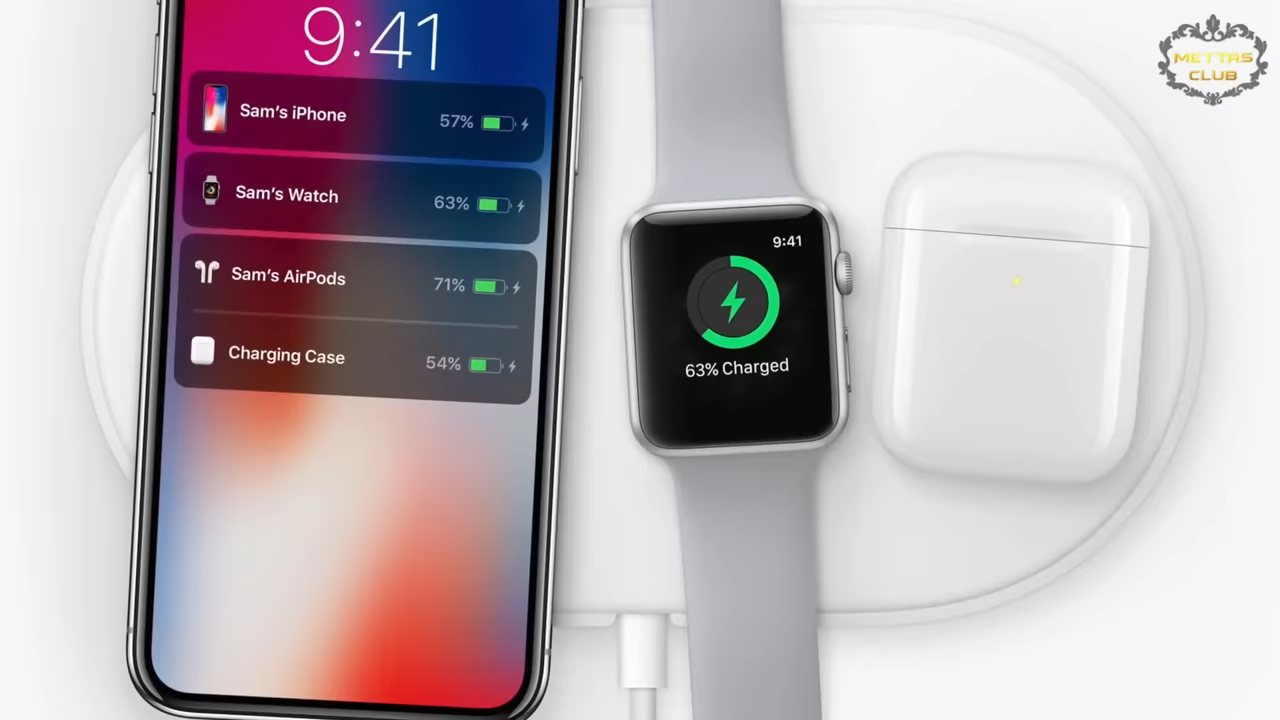 9:41
Sam's iPhone 57%
Sam's Watch 63%
Sam's AirPods 71%
Charging Case 54%
9:41
63% Charged
METTAS
CLUB